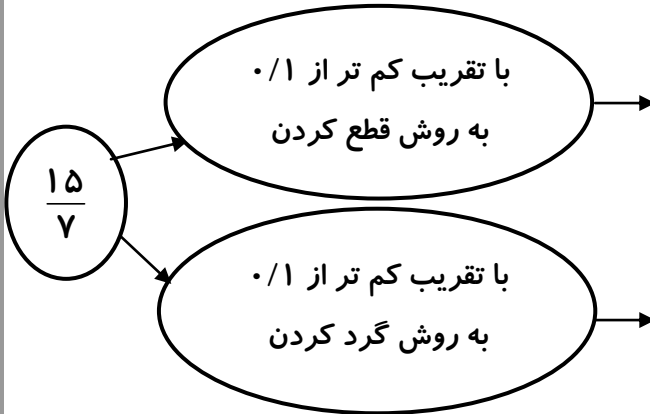 با تقریب کم تر از ۰/۱
به روش قطع کردن
۱۵
۷
با تقریب کم تر از ۰/۱
به روش گرد کردن